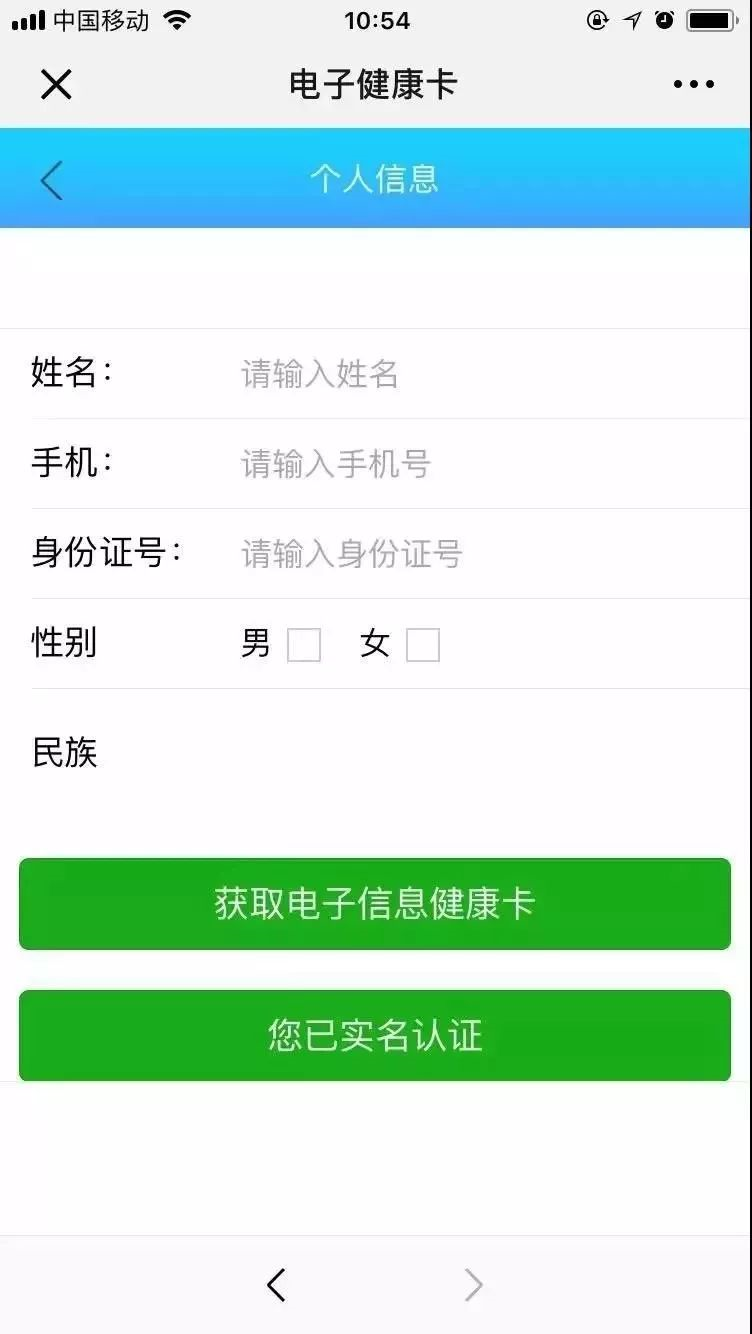 中国移动 10:54
电子健康卡
个人信息
姓名： 请输入姓名
手机： 请输入手机号
身份证号： 请输入身份证号
性别 男 女
民族
获取电子信息健康卡
您已实名认证